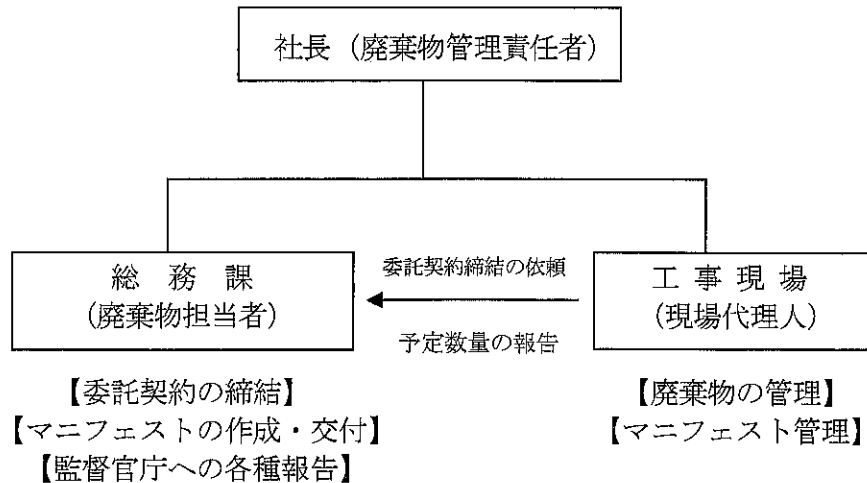 社長（廃棄物管理責任者）
総務課
（廃棄物担当者）
委託契約締結の依頼
予定数量の報告
工事現場
（現場代理人）
【委託契約の締結】
【マニフェストの作成・交付】
【監督官庁への各種報告】
【廃棄物の管理】
【マニフェスト管理】